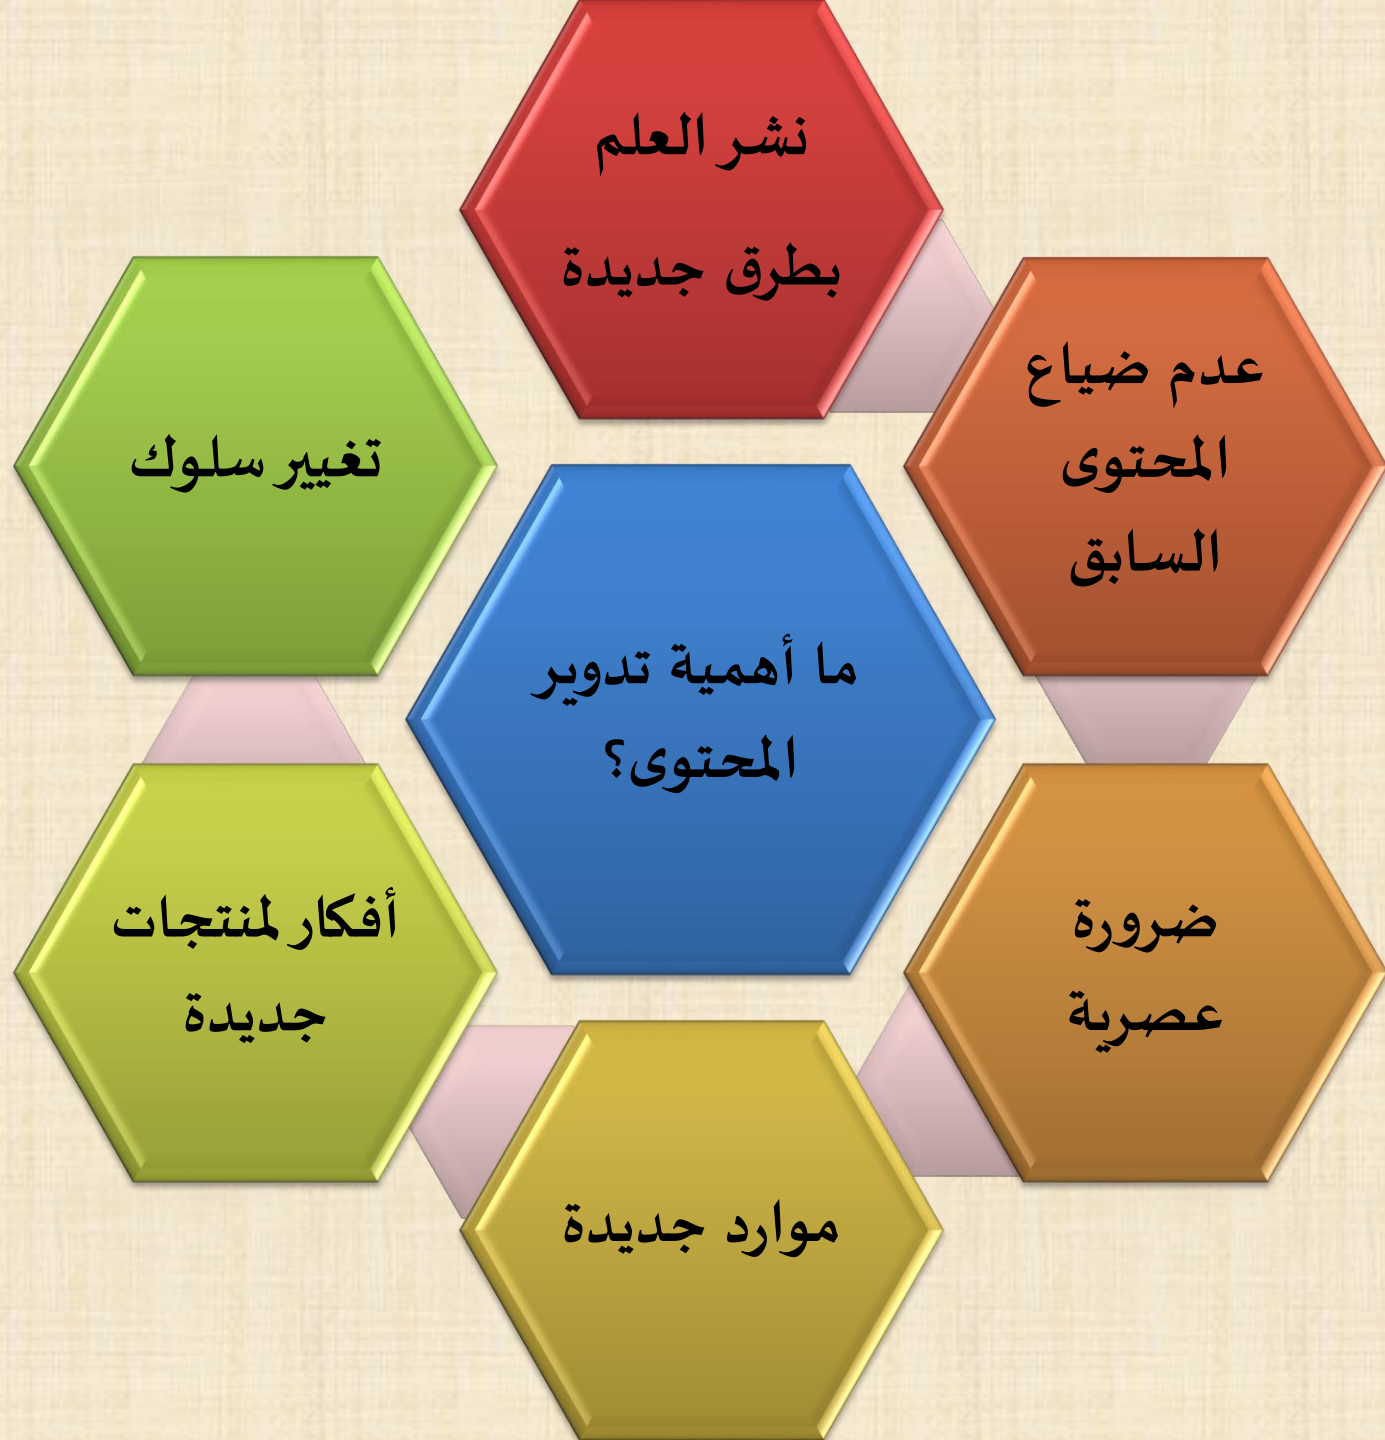 ما أهمية تدوير
المحتوى؟
نشر العلم
بطرق جديدة
عدم ضياع
المحتوى
السابق
ضرورة
عصرية
موارد جديدة
أفكار لمنتجات
جديدة
تغيير سلوك